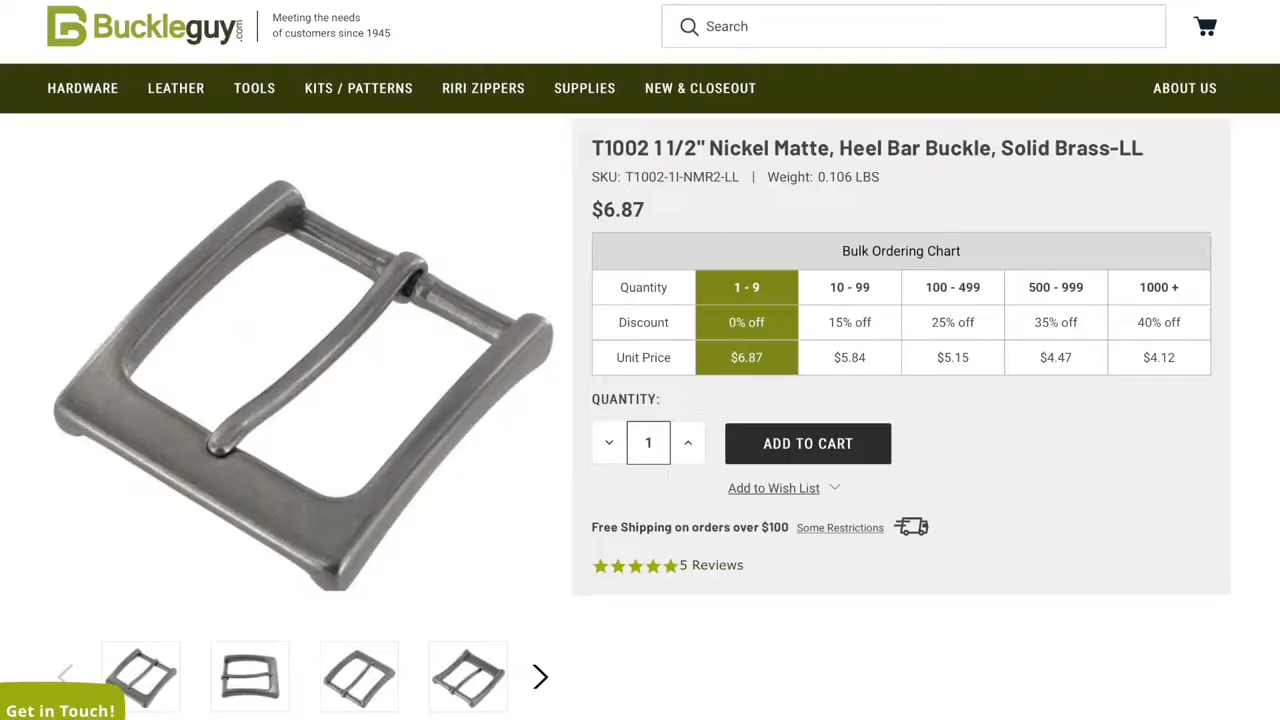 Buckleguy.com
Meeting the needs
of customers since 1945
Search
HARDWARE LEATHER TOOLS KITS / PATTERNS RIRI ZIPPERS SUPPLIES NEW & CLOSEOUT ABOUT US
T1002 1 1/2" Nickel Matte, Heel Bar Buckle, Solid Brass-LL
SKU: T1002-1I-NMR2-LL | Weight: 0.106 LBS
$6.87
Bulk Ordering Chart
Quantity 1 - 9 10 - 99 100 - 499 500 - 999 1000 +
Discount 0% off 15% off 25% off 35% off 40% off
Unit Price $6.87 $5.84 $5.15 $4.47 $4.12
QUANTITY:
1 ADD TO CART
Add to Wish List
Free Shipping on orders over $100 Some Restrictions
5 Reviews
Get in Touch!